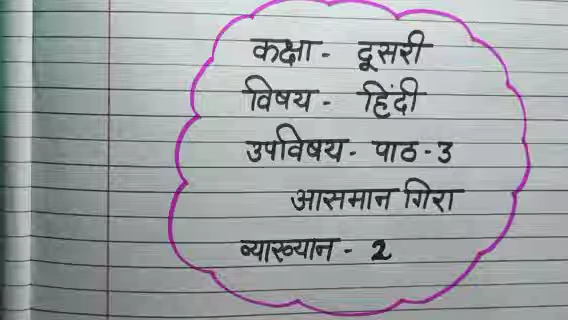 कक्षा - दूसरी
विषय - हिंदी
उपविषय - पाठ - 3
आसमान गिरा
व्याख्यान - 2